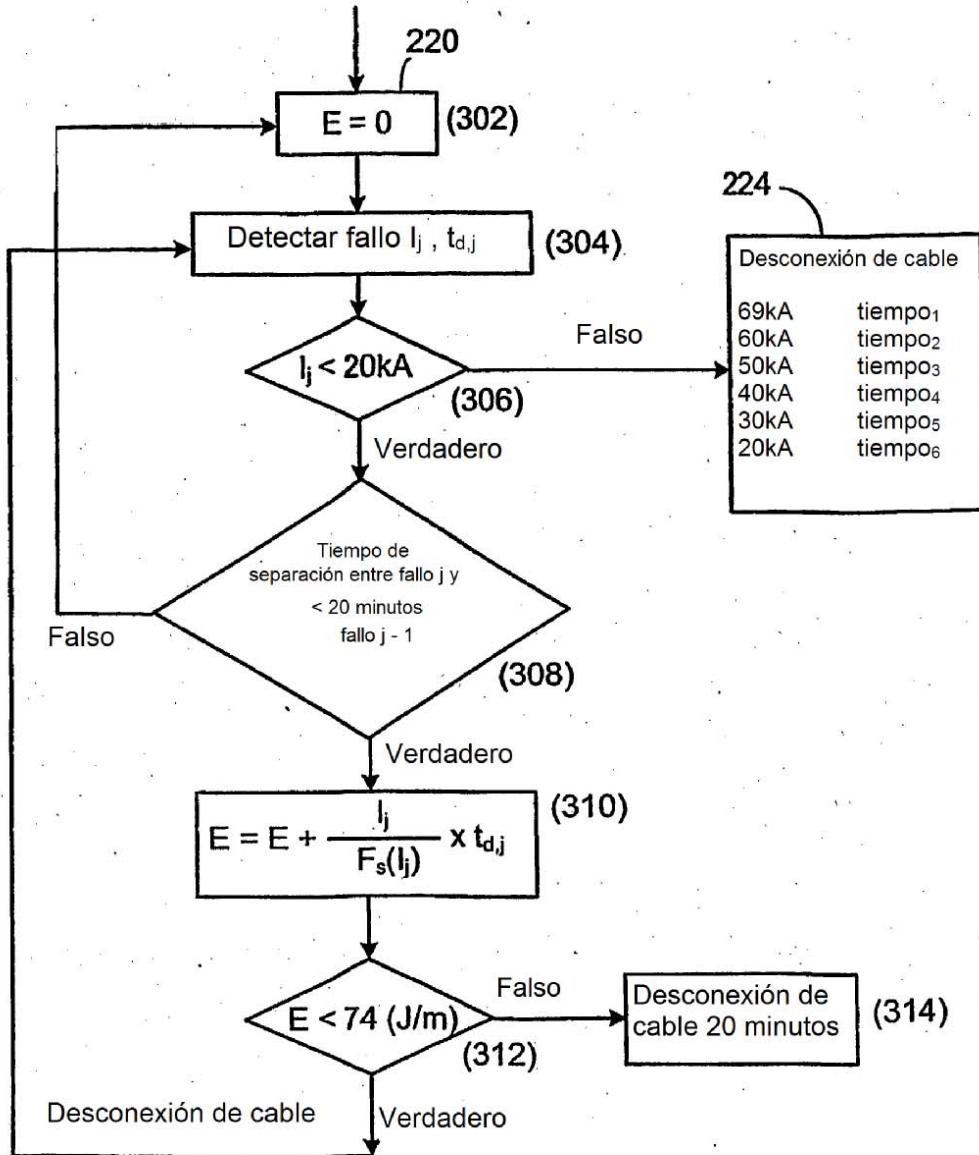 220
E = 0 (302)
224
Detectar fallo Ij , td,j (304)
Desconexión de cable
69kA tiempo1
60kA tiempo2
50kA tiempo3
40kA tiempo4
30kA tiempo5
20kA tiempo6
Ij < 20kA
Falso
(306)
Verdadero
Tiempo de
separación entre fallo j y
< 20 minutos
fallo j - 1
Falso
(308)
Verdadero
E = E + Ij / Fs(Ij) x td,j
(310)
E < 74 (J/m)
Falso
(312)
Desconexión de
cable 20 minutos
(314)
Desconexión de cable
Verdadero